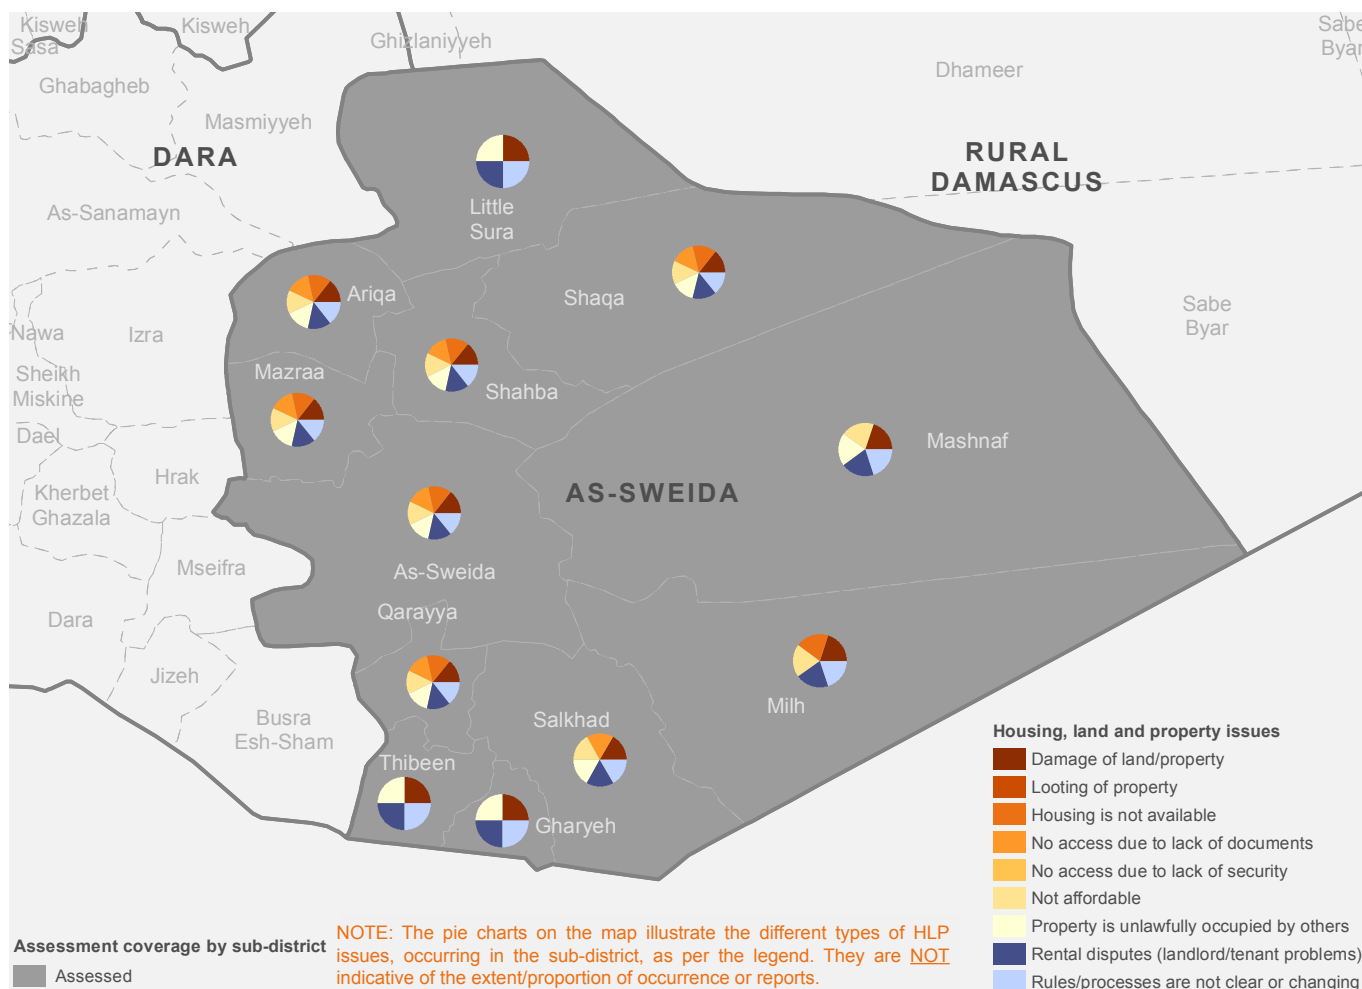 Kisweh
Sasa
Kisweh
Ghizlaniyyeh
Sabe
Byar
Dhameer
Ghabagheb
Masmiyyeh
DARA
RURAL
DAMASCUS
As-Sanamayn
Little
Sura
Ariqa
Shaqa
Sabe
Byar
Nawa
Izra
Sheikh
Miskine
Mazraa
Shahba
Dael
Mashnaf
Hrak
Kherbet
Ghazala
AS-SWEIDA
Mseifra
As-Sweida
Dara
Qarayya
Jizeh
Busra
Esh-Sham
Salkhad
Milh
Thibeen
Gharyeh
Housing, land and property issues
Damage of land/property
Looting of property
Housing is not available
No access due to lack of documents
No access due to lack of security
Not affordable
Property is unlawfully occupied by others
Rental disputes (landlord/tenant problems)
Rules/processes are not clear or changing
Assessment coverage by sub-district
Assessed
NOTE: The pie charts on the map illustrate the different types of HLP
issues, occurring in the sub-district, as per the legend. They are NOT
indicative of the extent/proportion of occurrence or reports.